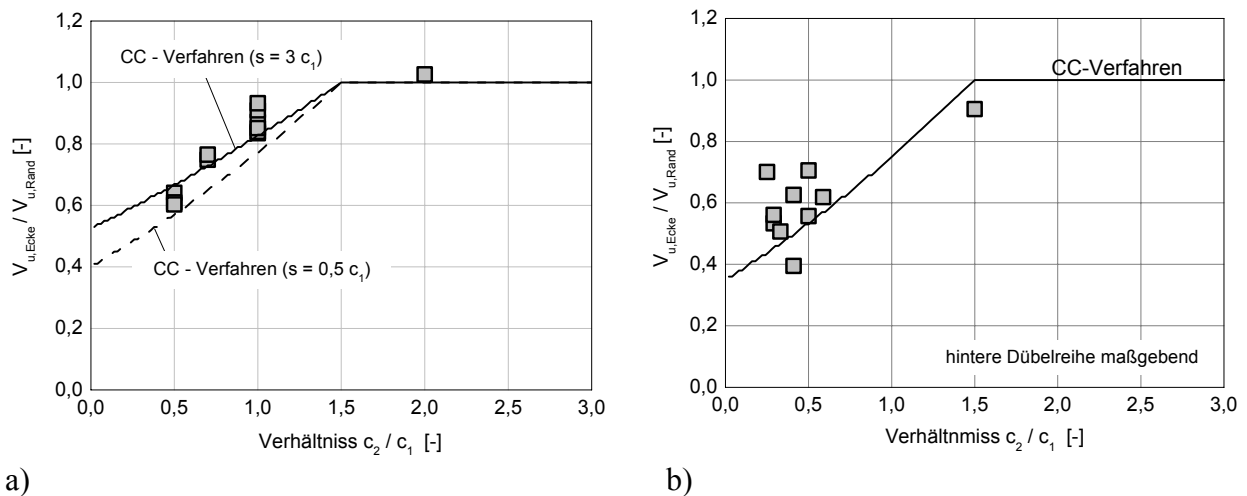 1,2
1,0
0,8
0,6
0,4
0,2
0,0
V u,Ecke / V u,Rand [-]
CC - Verfahren (s = 3 c1)
CC - Verfahren (s = 0,5 c1)
0,0 0,5 1,0 1,5 2,0 2,5 3,0
Verhältniss c2 / c1 [-]
a)
1,2
1,0
0,8
0,6
0,4
0,2
0,0
V u,Ecke / V u,Rand [-]
CC-Verfahren
hintere Dübelreihe maßgebend
0,0 0,5 1,0 1,5 2,0 2,5 3,0
Verhältnmiss c2 / c1 [-]
b)